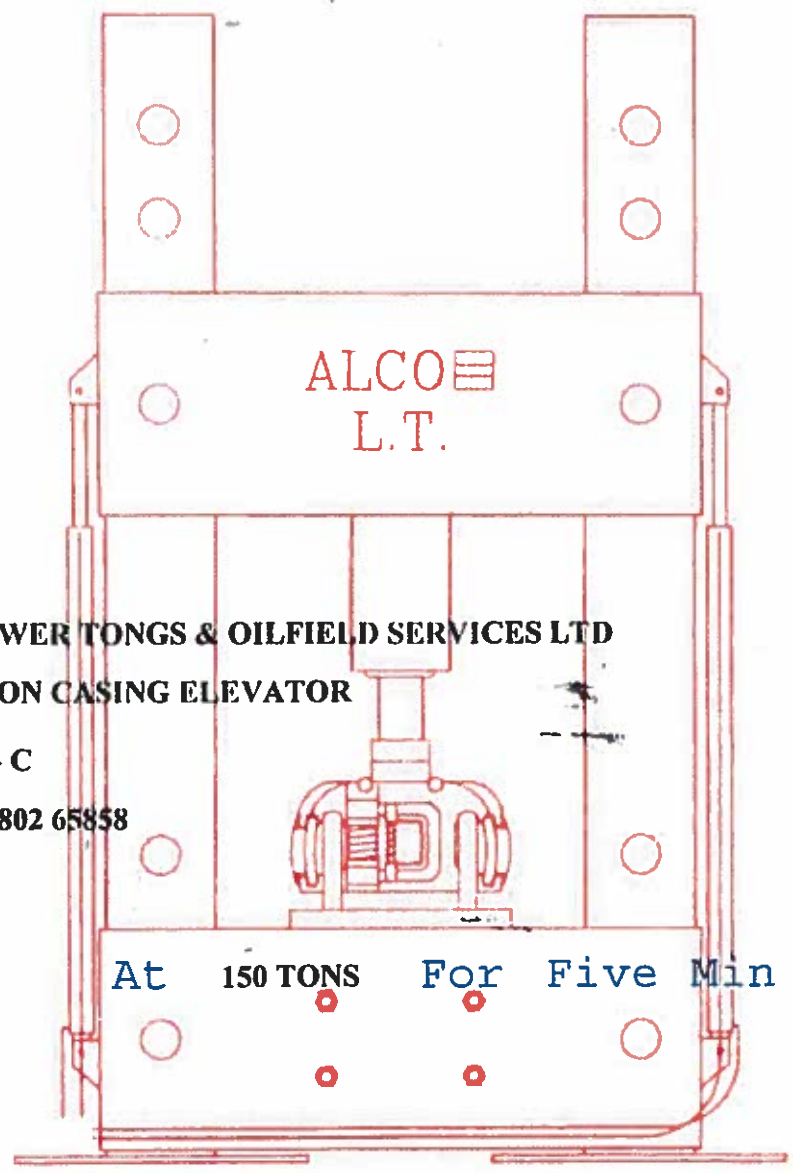 ALCO
L.T.
WER TONGS & OILFIELD SERVICES LTD
ON CASING ELEVATOR
C
802 65858
At 150 TONS For Five Min